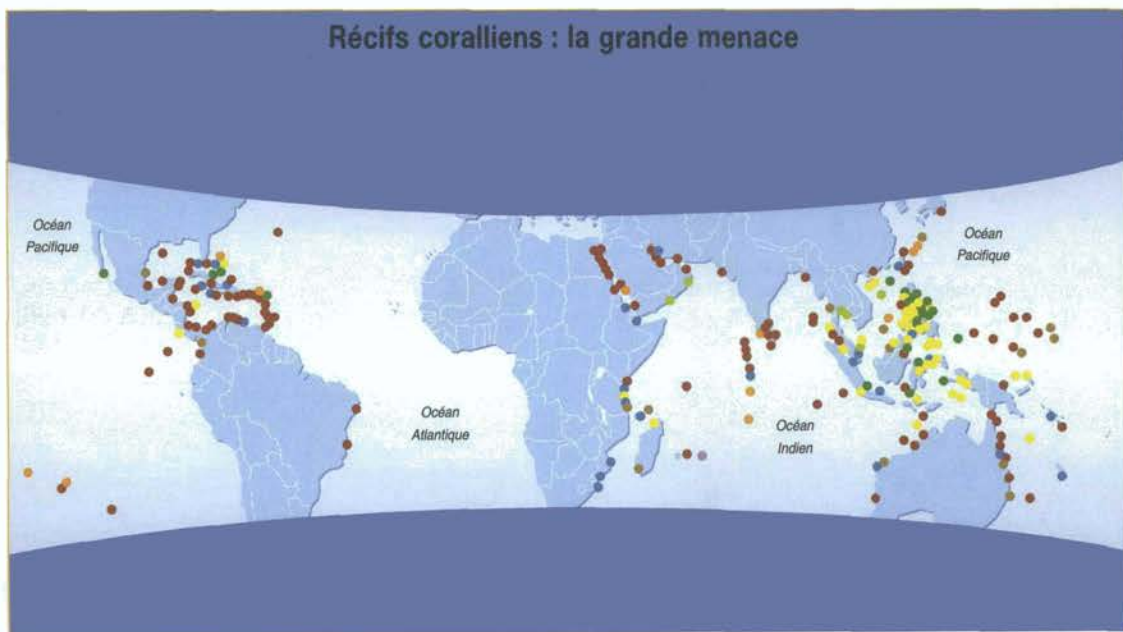 Récifs coralliens : la grande menace
Océan
Pacifique
Océan
Pacifique
Océan
Atlantique
Océan
Indien